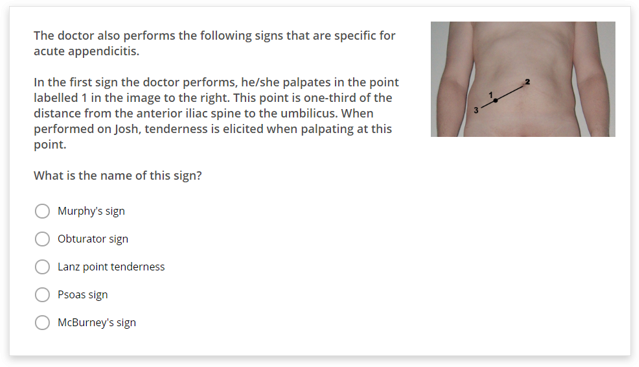 The doctor also performs the following signs that are specific for
acute appendicitis.
In the first sign the doctor performs, he/she palpates in the point
labelled 1 in the image to the right. This point is one-third of the
distance from the anterior iliac spine to the umbilicus. When
performed on Josh, tenderness is elicited when palpating at this
point.
What is the name of this sign?
Murphy's sign
Obturator sign
Lanz point tenderness
Psoas sign
McBurney's sign
2
1
3